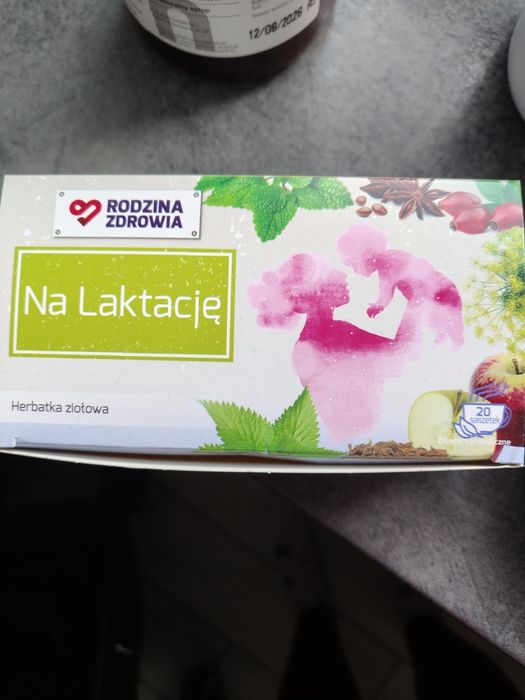 12/08/2026
RODZINA
ZDROWIA
Na Laktację
Herbatka ziołowa
20
saszetek